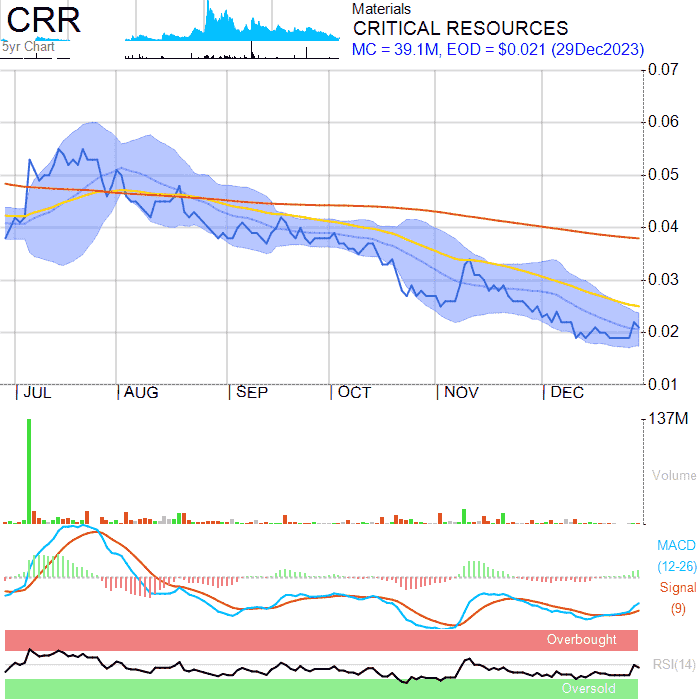 CRR
5yr Chart
Materials
CRITICAL RESOURCES
MC = 39.1M, EOD = $0.021 (29Dec2023)
0.07
0.06
0.05
0.04
0.03
0.02
0.01
JUL AUG SEP OCT NOV DEC
137M
Volume
MACD
(12-26)
Signal
(9)
Overbought
RSI(14)
Oversold